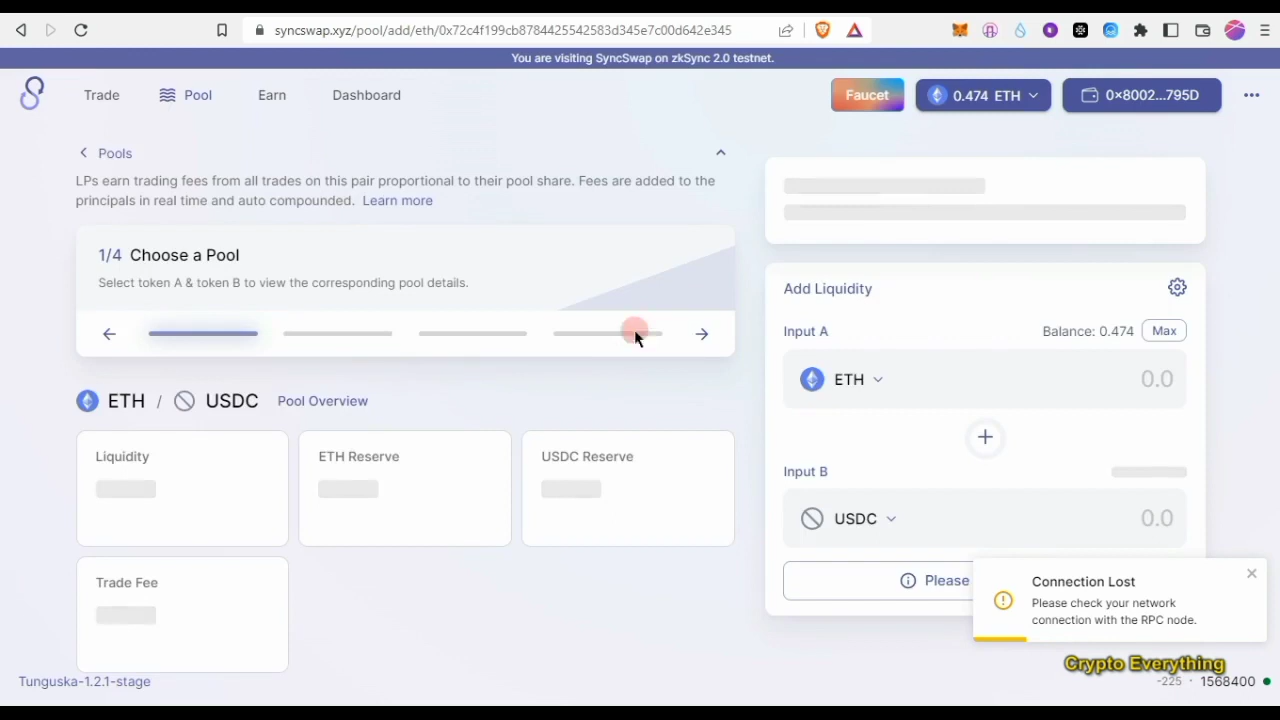 syncswap.xyz/pool/add/eth/0x72c4f199cb8784425542583d345e7c00d642e345
You are visiting SyncSwap on zkSync 2.0 testnet.
Trade
Pool
Earn
Dashboard
Faucet
0.474 ETH
0×8002...795D
Pools
LPs earn trading fees from all trades on this pair proportional to their pool share. Fees are added to the
principals in real time and auto compounded. Learn more
1/4 Choose a Pool
Select token A & token B to view the corresponding pool details.
ETH / USDC Pool Overview
Liquidity
ETH Reserve
USDC Reserve
Trade Fee
Add Liquidity
Input A
Balance: 0.474 Max
ETH 0.0
Input B
USDC 0.0
Please
Connection Lost
Please check your network
connection with the RPC node.
Crypto Everything
Tunguska-1.2.1-stage
-225 · 1568400